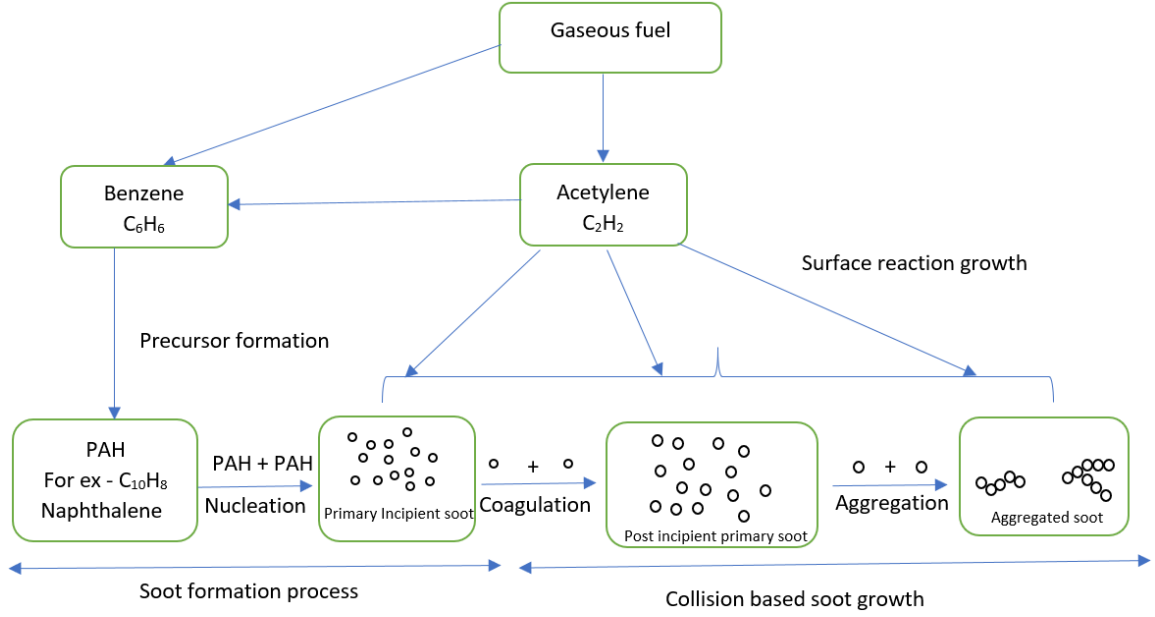 Gaseous fuel
Benzene
C₆H₆
Acetylene
C₂H₂
Surface reaction growth
Precursor formation
PAH
For ex - C₁₀H₈
Naphthalene
PAH + PAH
Nucleation
Primary Incipient soot
+
Coagulation
Post incipient primary soot
+
Aggregation
Aggregated soot
Soot formation process
Collision based soot growth